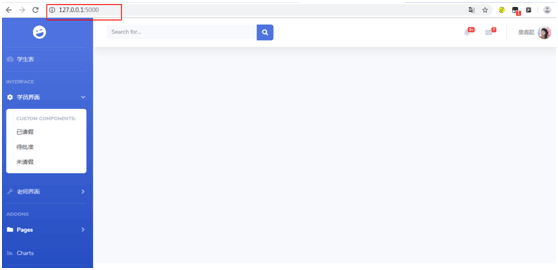 127.0.0.1:5000
Search for...
学生表
INTERFACE
学员界面
CUSTOM COMPONENTS:
已请假
待批准
未请假
老师界面
ADDONS
Pages
Charts